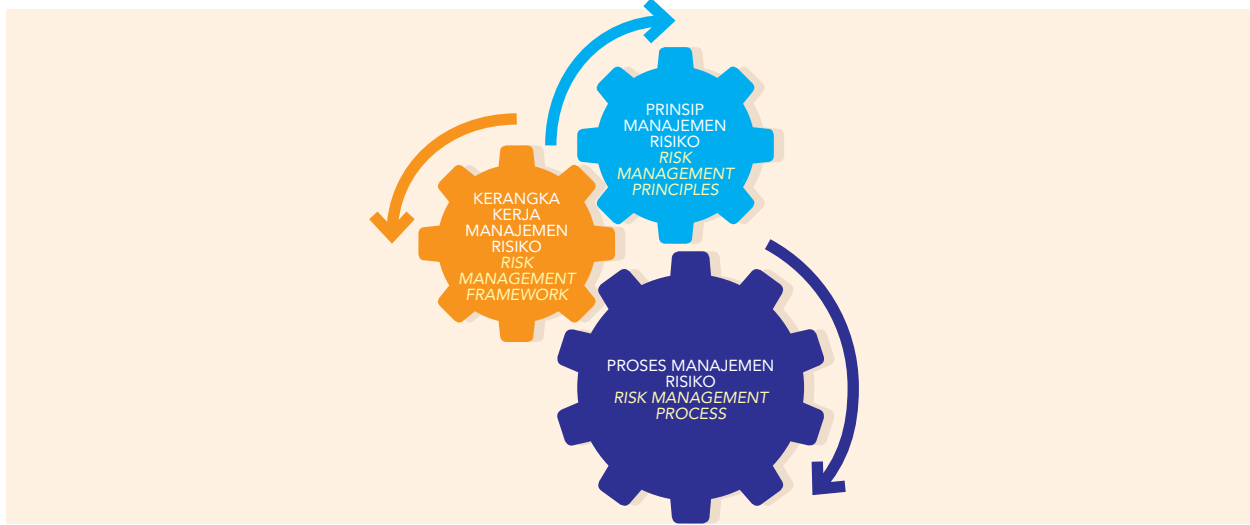 PRINSIP
MANAJEMEN
RISIKO
RISK
MANAGEMENT
PRINCIPLES
KERANGKA
KERJA
MANAJEMEN
RISIKO
RISK
MANAGEMENT
FRAMEWORK
PROSES MANAJEMEN
RISIKO
RISK MANAGEMENT
PROCESS